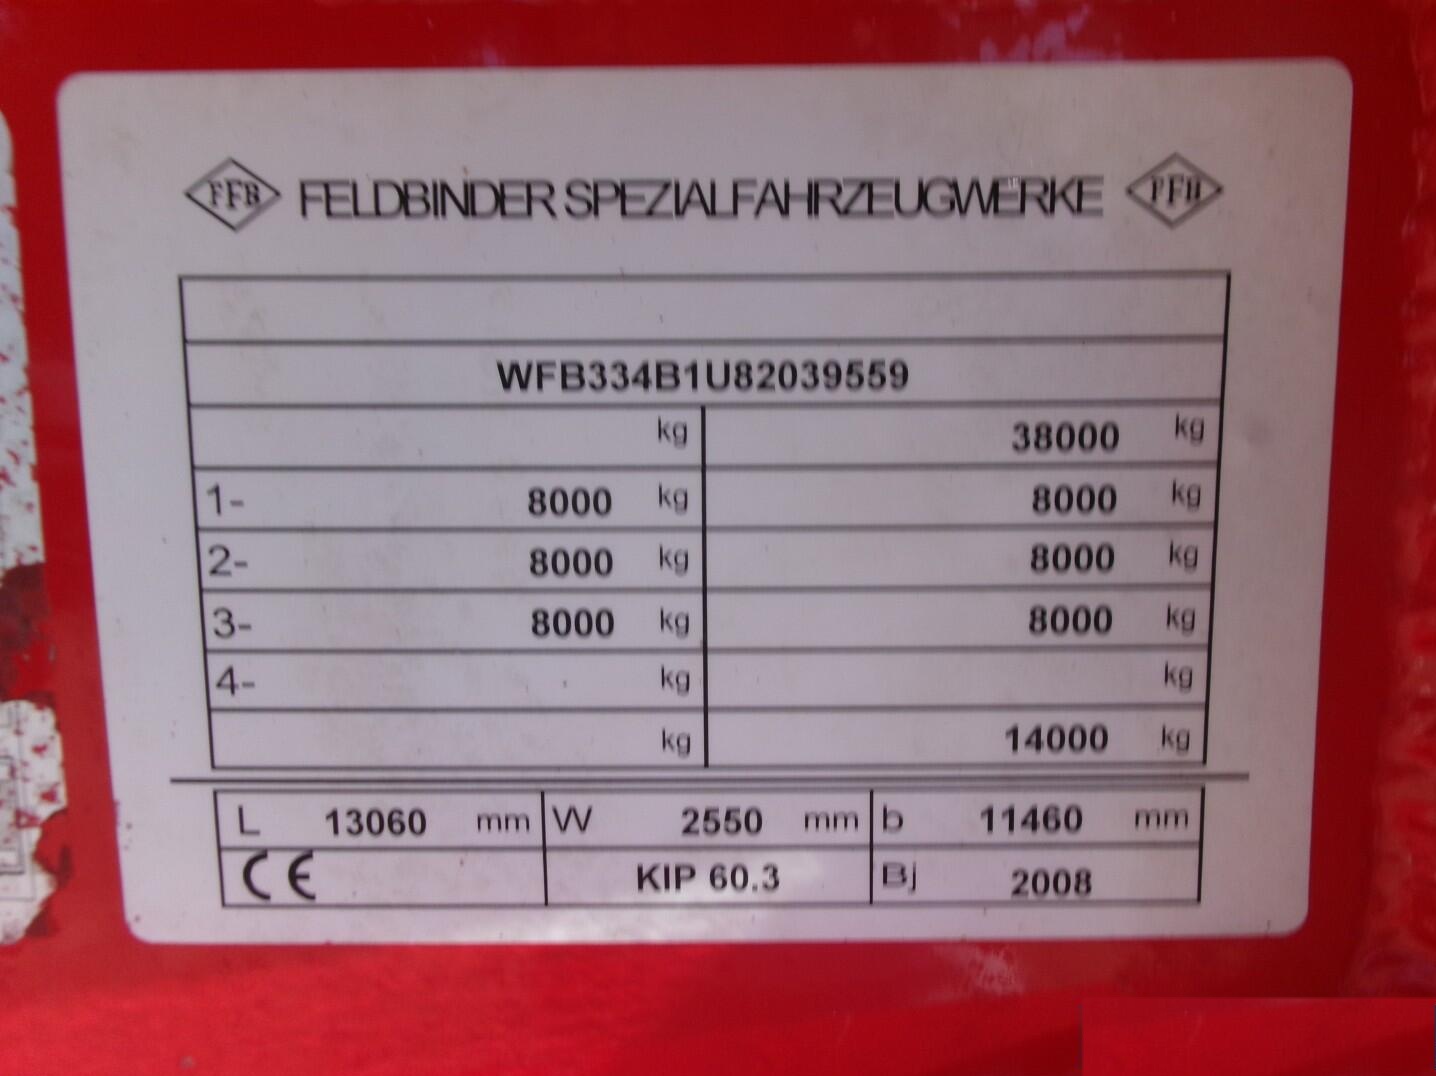 FFB FELDBINDER SPEZIALFAHRZEUGWERKE FFB
WFB334B1U82039559
kg 38000 kg
1- 8000 kg 8000 kg
2- 8000 kg 8000 kg
3- 8000 kg 8000 kg
4- kg kg
kg 14000 kg
L 13060 mm W 2550 mm b 11460 mm
CE KIP 60.3 Bj 2008